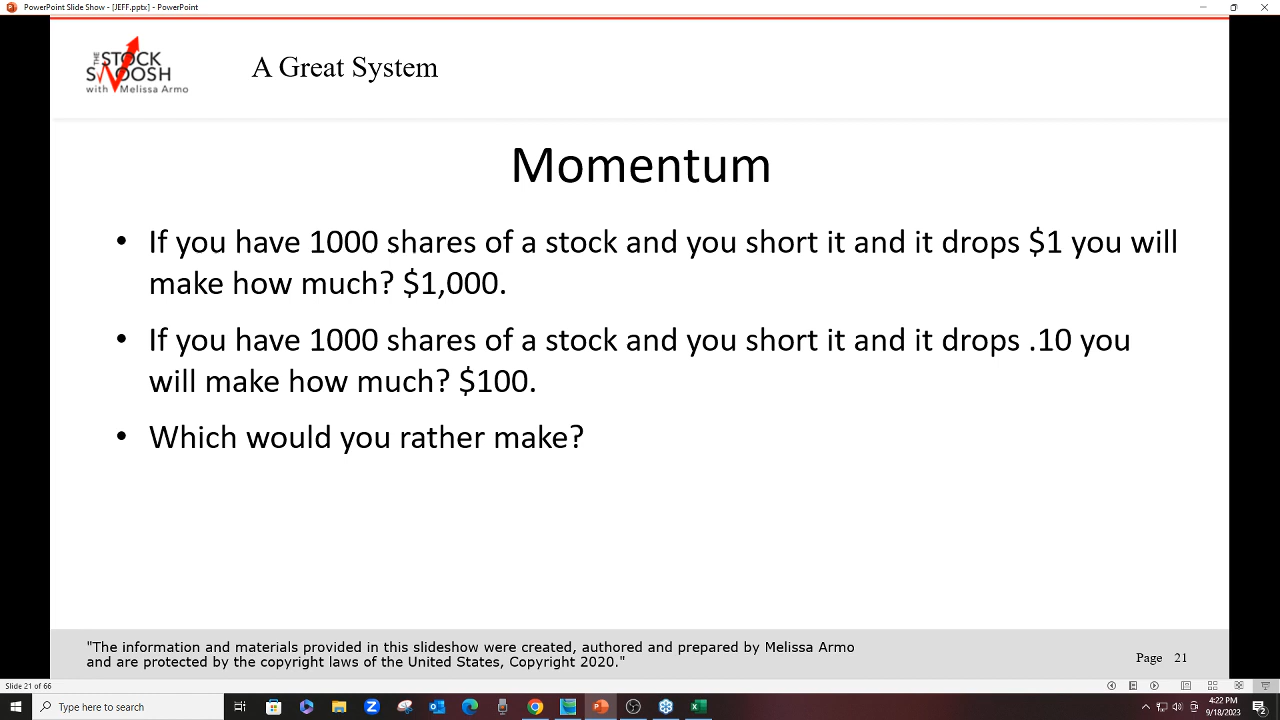 PowerPoint Slide Show - [JEFF.pptx] - PowerPoint
THE
STOCK
SWOOSH
with Melissa Armo
A Great System
Momentum
• If you have 1000 shares of a stock and you short it and it drops $1 you will
make how much? $1,000.
• If you have 1000 shares of a stock and you short it and it drops .10 you
will make how much? $100.
• Which would you rather make?
"The information and materials provided in this slideshow were created, authored and prepared by Melissa Armo
and are protected by the copyright laws of the United States, Copyright 2020."
Page 21
Slide 21 of 66
Type here to search
4:22 PM
9/18/2023
2